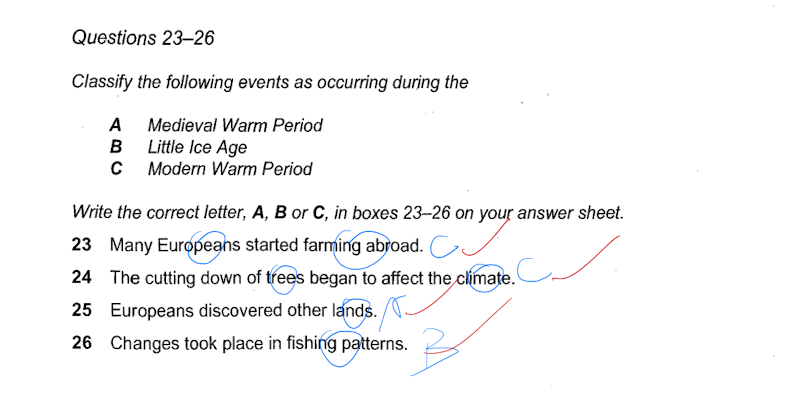 Questions 23–26
Classify the following events as occurring during the
A Medieval Warm Period
B Little Ice Age
C Modern Warm Period
Write the correct letter, A, B or C, in boxes 23–26 on your answer sheet.
23 Many Europeans started farming abroad. C
24 The cutting down of trees began to affect the climate. C
25 Europeans discovered other lands. A
26 Changes took place in fishing patterns. B